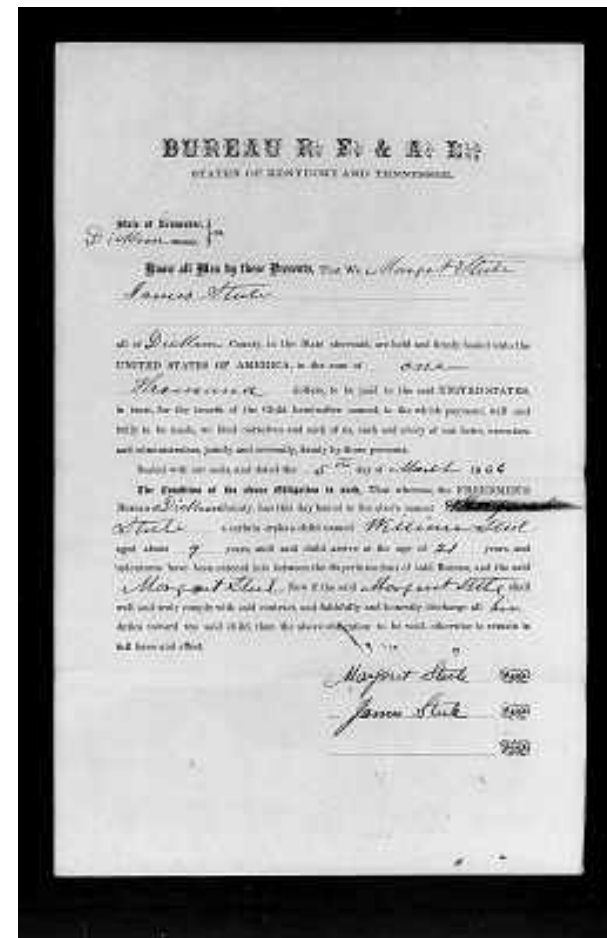 BUREAU R. F. & A. L.
STATES OF KENTUCKY AND TENNESSEE.
State of Tennessee,
Dickson
Know all Men by these Presents, That We Margaret Steele
James Steele
all of Dickson County, in the State aforesaid, are held and firmly bound unto the
UNITED STATES OF AMERICA, in the sum of one
Thousand dollars, to be paid to the said UNITED STATES,
in trust, for the benefit of the Child hereinafter named, to the which payment, well and
truly to be made, we bind ourselves and each of us, each and every of our heirs, executors
and administrators, jointly and severally, firmly by these presents.
Sealed with our seals, and dated the 5th day of March 1866
The Condition of the above Obligation is such, That whereas, the FREEDMEN'S
Bureau Dickson County, has this day bound to the above named
Steele a certain orphan child named William Steel
aged about 9 years, until said child arrive at the age of 21 years, and
indentures have been entered into between the Superintendent of said Bureau, and the said
Margaret Steel. Now if the said Margaret shall
well and truly comply with said contract, and faithfully and honestly discharge all her
duties toward the said child, then the above obligation to be void, otherwise to remain in
full force and effect.
Margaret Steele
James Steele